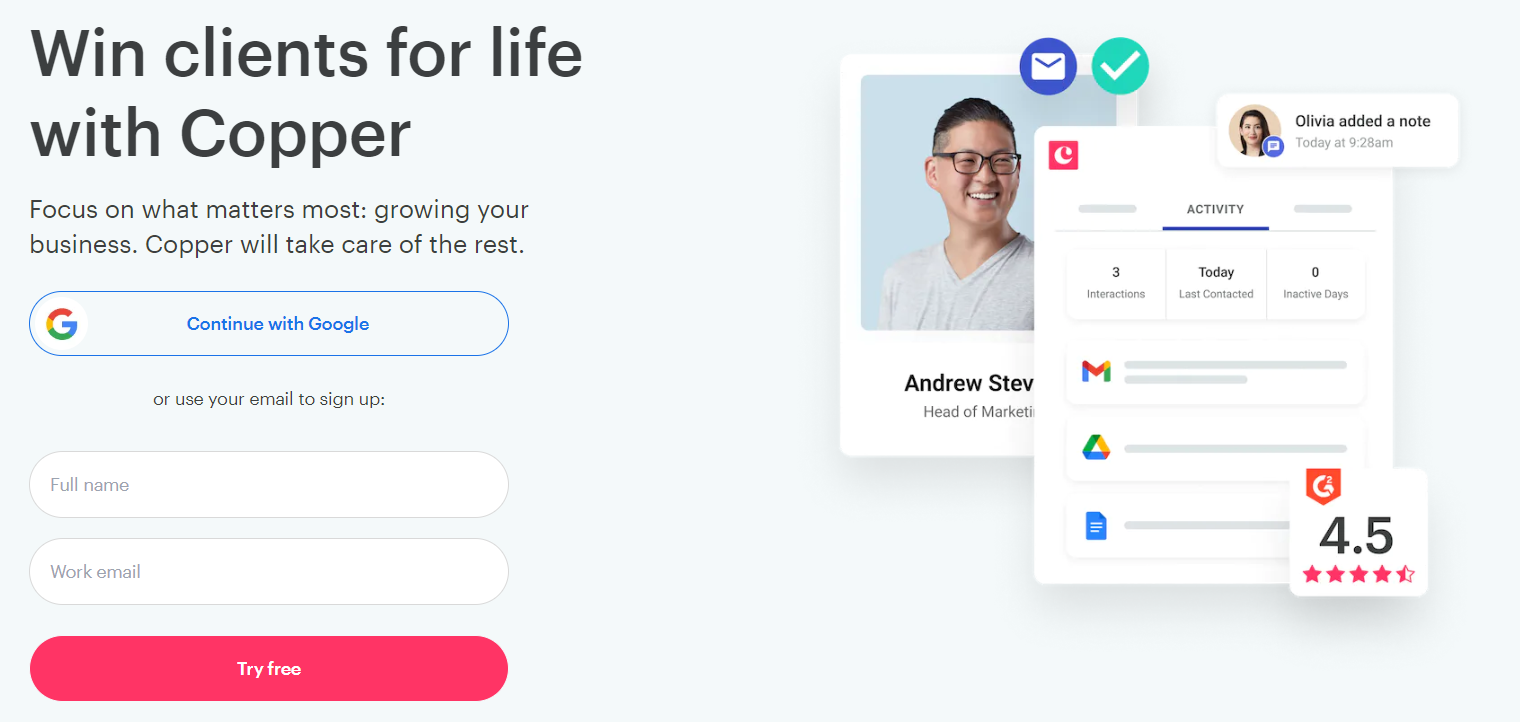 Win clients for life
with Copper
Focus on what matters most: growing your
business. Copper will take care of the rest.
Continue with Google
or use your email to sign up:
Full name
Work email
Try free
Olivia added a note
Today at 9:28am
ACTIVITY
3
Interactions
Today
Last Contacted
0
Inactive Days
Andrew Stev
Head of Marketi
G2
4.5